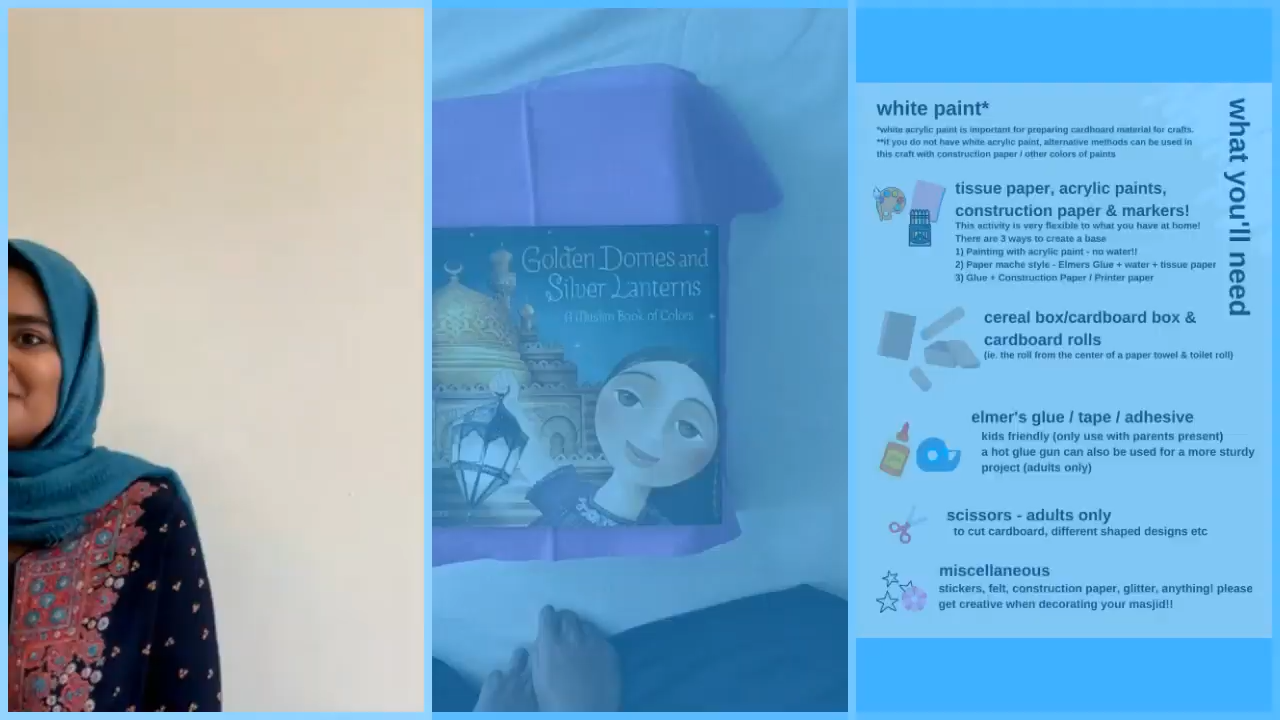 Golden Domes and
Silver Lanterns
A Muslim Book of Colors
white paint*
*white acrylic paint is important for preparing cardboard material for crafts.
**if you do not have white acrylic paint, alternative methods can be used in
this craft with construction paper / other colors of paints
what you'll need
tissue paper, acrylic paints,
construction paper & markers!
This activity is very flexible to what you have at home!
There are 3 ways to create a base
1) Painting with acrylic paint - no water!!
2) Paper mache style - Elmers Glue + water + tissue paper
3) Glue + Construction Paper / Printer paper
cereal box/cardboard box &
cardboard rolls
(ie. the roll from the center of a paper towel & toilet roll)
elmer's glue / tape / adhesive
kids friendly (only use with parents present)
a hot glue gun can also be used for a more sturdy
project (adults only)
scissors - adults only
to cut cardboard, different shaped designs etc
miscellaneous
stickers, felt, construction paper, glitter, anything! please
get creative when decorating your masjid!!